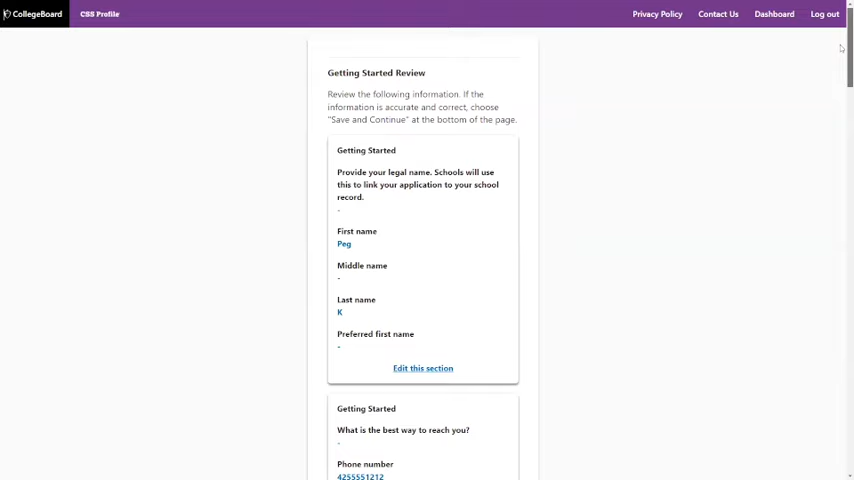 CollegeBoard
CSS Profile
Privacy Policy
Contact Us
Dashboard
Log out
Getting Started Review
Review the following information. If the
information is accurate and correct, choose
"Save and Continue" at the bottom of the page.
Getting Started
Provide your legal name. Schools will use
this to link your application to your school
record.
-
First name
Peg
Middle name
-
Last name
K
Preferred first name
-
Edit this section
Getting Started
What is the best way to reach you?
-
Phone number
4255551212